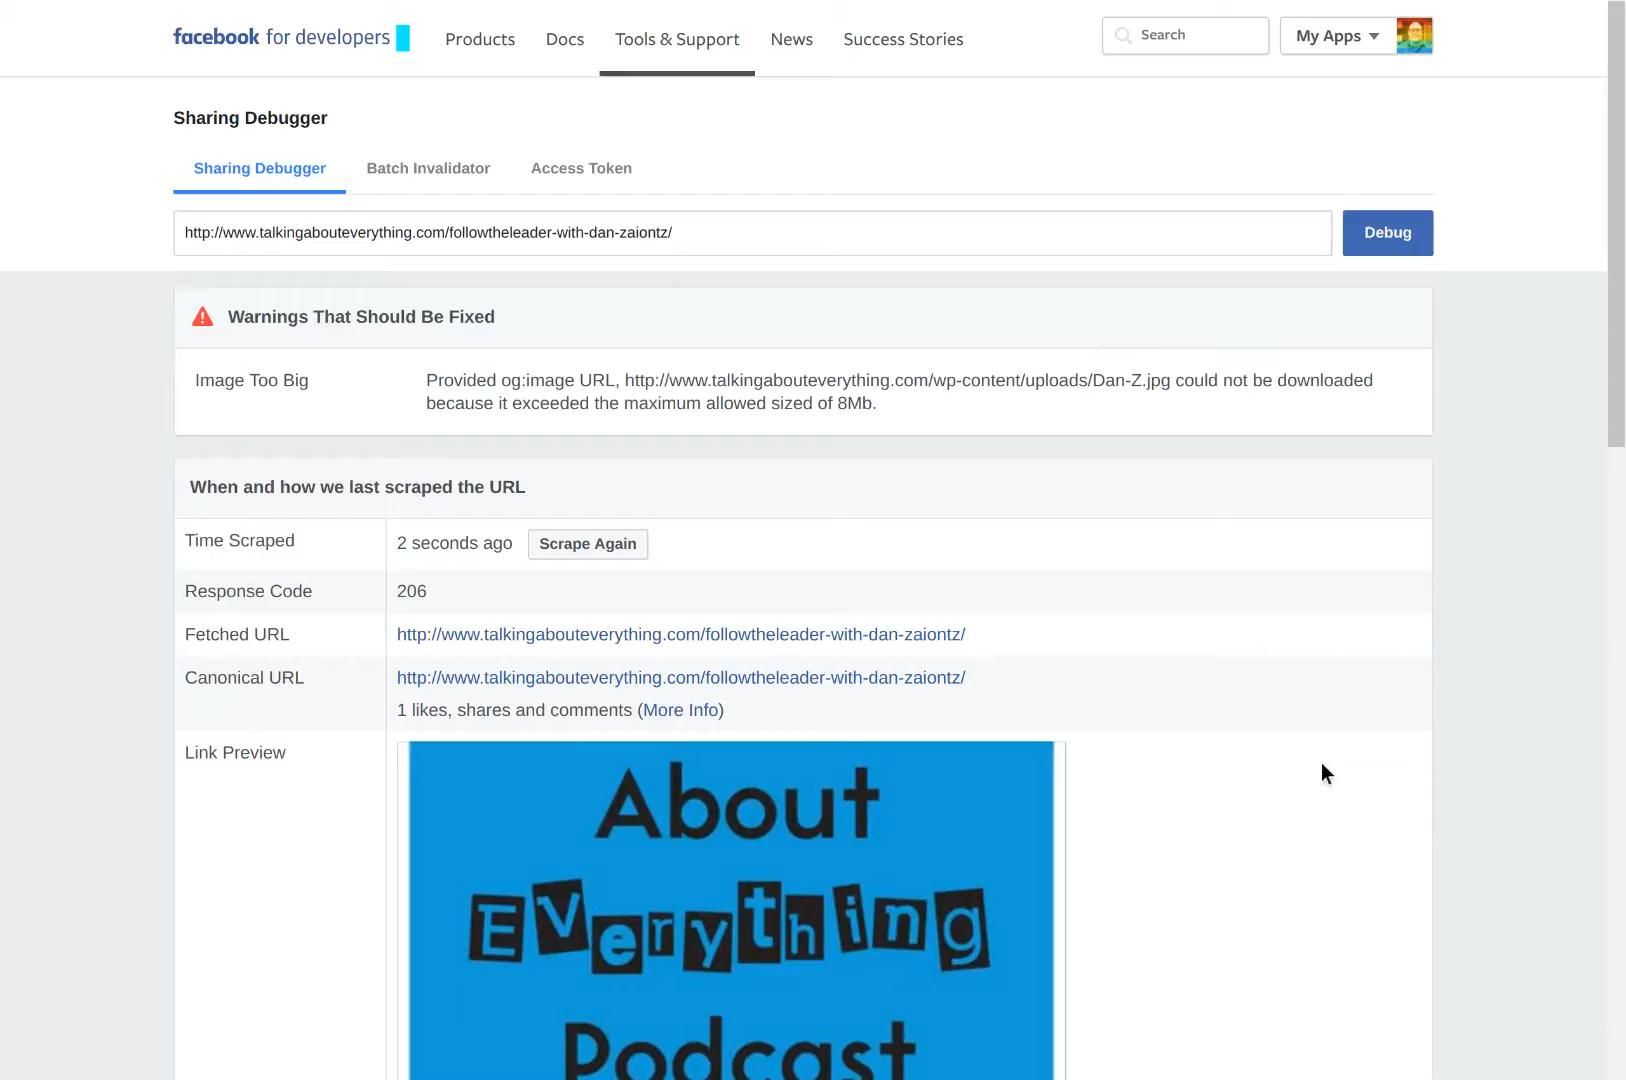 facebook for developers
Products
Docs
Tools & Support
News
Success Stories
Search
My Apps
Sharing Debugger
Sharing Debugger
Batch Invalidator
Access Token
http://www.talkingabouteverything.com/followtheleader-with-dan-zaiontz/
Debug
Warnings That Should Be Fixed
Image Too Big
Provided og:image URL, http://www.talkingabouteverything.com/wp-content/uploads/Dan-Z.jpg could not be downloaded
because it exceeded the maximum allowed sized of 8Mb.
When and how we last scraped the URL
Time Scraped
2 seconds ago
Scrape Again
Response Code
206
Fetched URL
http://www.talkingabouteverything.com/followtheleader-with-dan-zaiontz/
Canonical URL
http://www.talkingabouteverything.com/followtheleader-with-dan-zaiontz/
1 likes, shares and comments (More Info)
Link Preview
About
Everything
Podcast